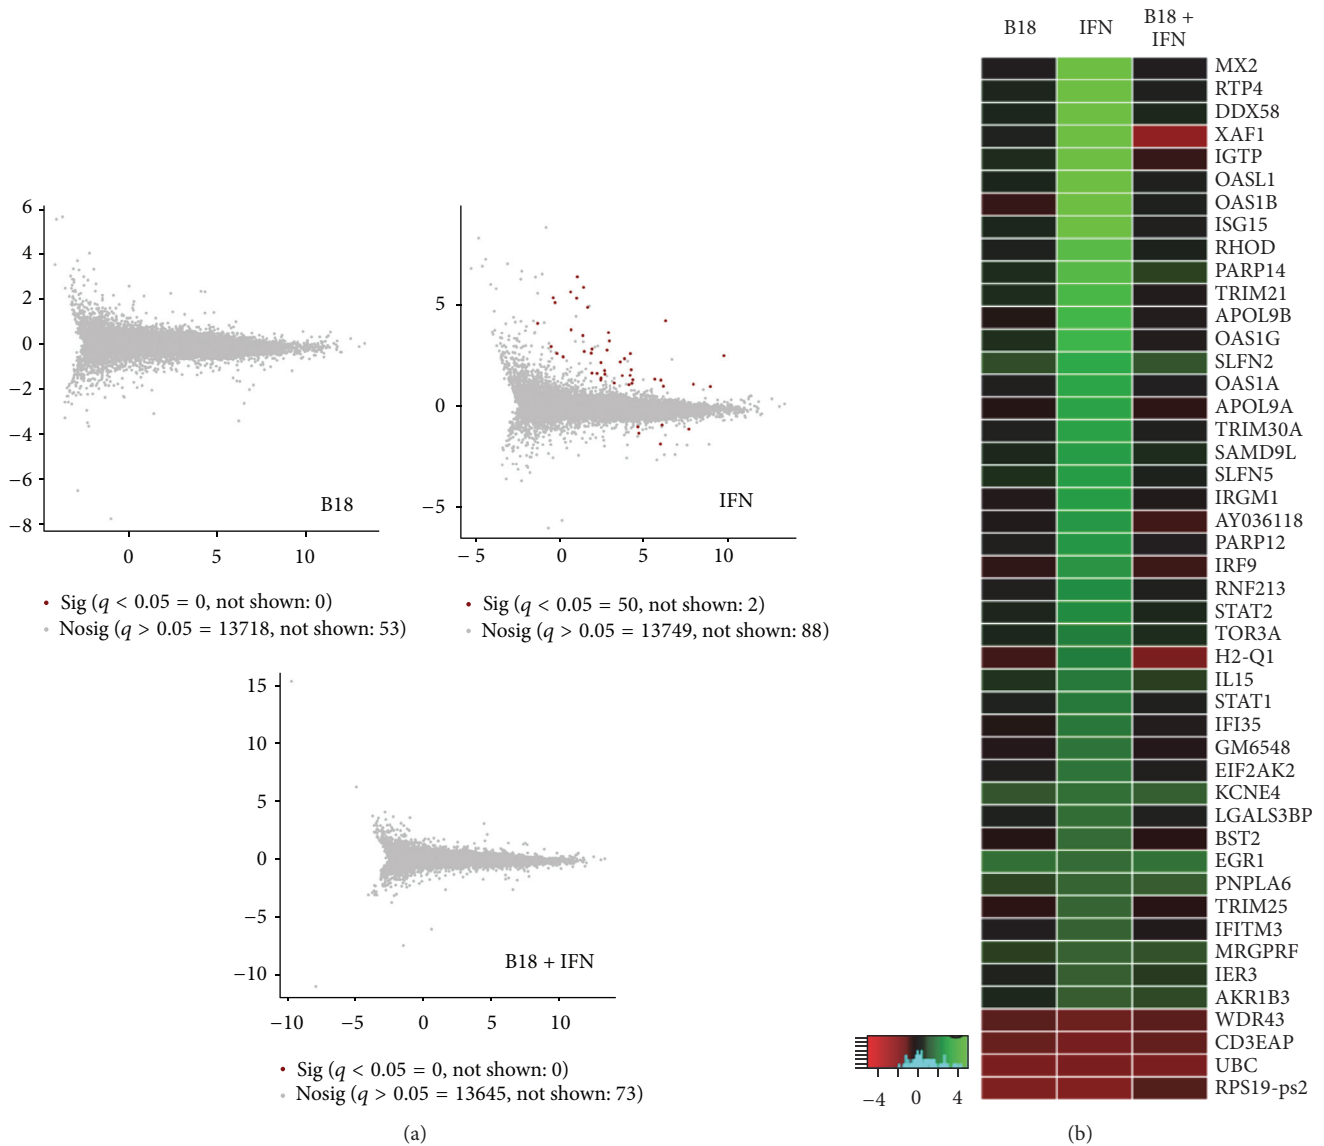 6
4
2
0
−2
−4
−6
−8
B18
0
5
10
Sig (q < 0.05 = 0, not shown: 0)
Nosig (q > 0.05 = 13718, not shown: 53)
5
0
−5
IFN
−5
0
5
10
Sig (q < 0.05 = 50, not shown: 2)
Nosig (q > 0.05 = 13749, not shown: 88)
15
10
5
0
−5
−10
B18 + IFN
−10
−5
0
5
10
Sig (q < 0.05 = 0, not shown: 0)
Nosig (q > 0.05 = 13645, not shown: 73)
(a)
B18
IFN
B18 +
IFN
MX2
RTP4
DDX58
XAF1
IGTP
OASL1
OAS1B
ISG15
RHOD
PARP14
TRIM21
APOL9B
OAS1G
SLFN2
OAS1A
APOL9A
TRIM30A
SAMD9L
SLFN5
IRGM1
AY036118
PARP12
IRF9
RNF213
STAT2
TOR3A
H2-Q1
IL15
STAT1
IFI35
GM6548
EIF2AK2
KCNE4
LGALS3BP
BST2
EGR1
PNPLA6
TRIM25
IFITM3
MRGPRF
IER3
AKR1B3
WDR43
CD3EAP
UBC
RPS19-ps2
−4
0
4
(b)